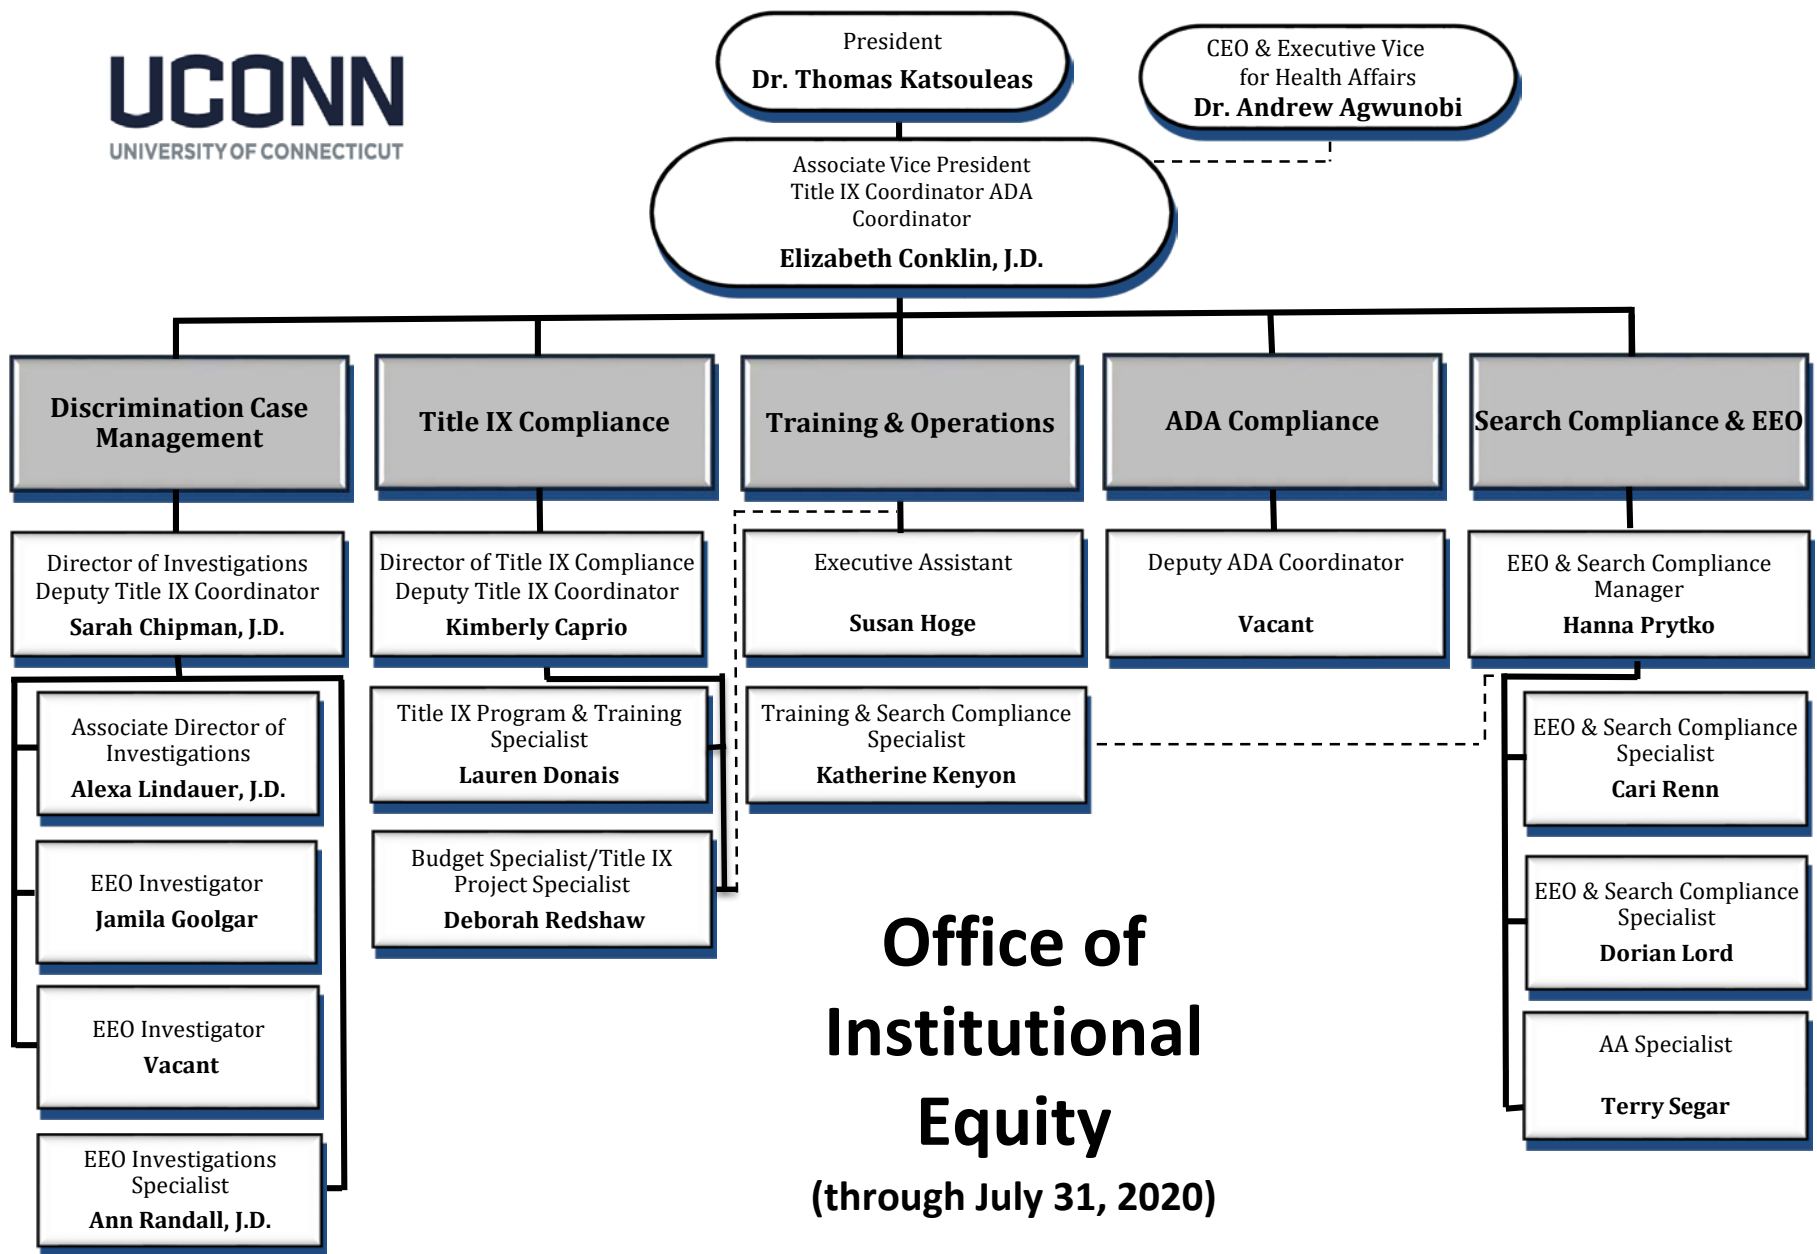 UCONN
UNIVERSITY OF CONNECTICUT
President
Dr. Thomas Katsouleas
CEO & Executive Vice
for Health Affairs
Dr. Andrew Agwunobi
Associate Vice President
Title IX Coordinator ADA
Coordinator
Elizabeth Conklin, J.D.
Discrimination Case
Management
Title IX Compliance
Training & Operations
ADA Compliance
Search Compliance & EEO
Director of Investigations
Deputy Title IX Coordinator
Sarah Chipman, J.D.
Director of Title IX Compliance
Deputy Title IX Coordinator
Kimberly Caprio
Executive Assistant
Susan Hoge
Deputy ADA Coordinator
Vacant
EEO & Search Compliance
Manager
Hanna Prytko
Associate Director of
Investigations
Alexa Lindauer, J.D.
Title IX Program & Training
Specialist
Lauren Donais
Training & Search Compliance
Specialist
Katherine Kenyon
EEO & Search Compliance
Specialist
Cari Renn
EEO Investigator
Jamila Goolgar
Budget Specialist/Title IX
Project Specialist
Deborah Redshaw
EEO & Search Compliance
Specialist
Dorian Lord
EEO Investigator
Vacant
AA Specialist
Terry Segar
EEO Investigations
Specialist
Ann Randall, J.D.
Office of
Institutional
Equity
(through July 31, 2020)